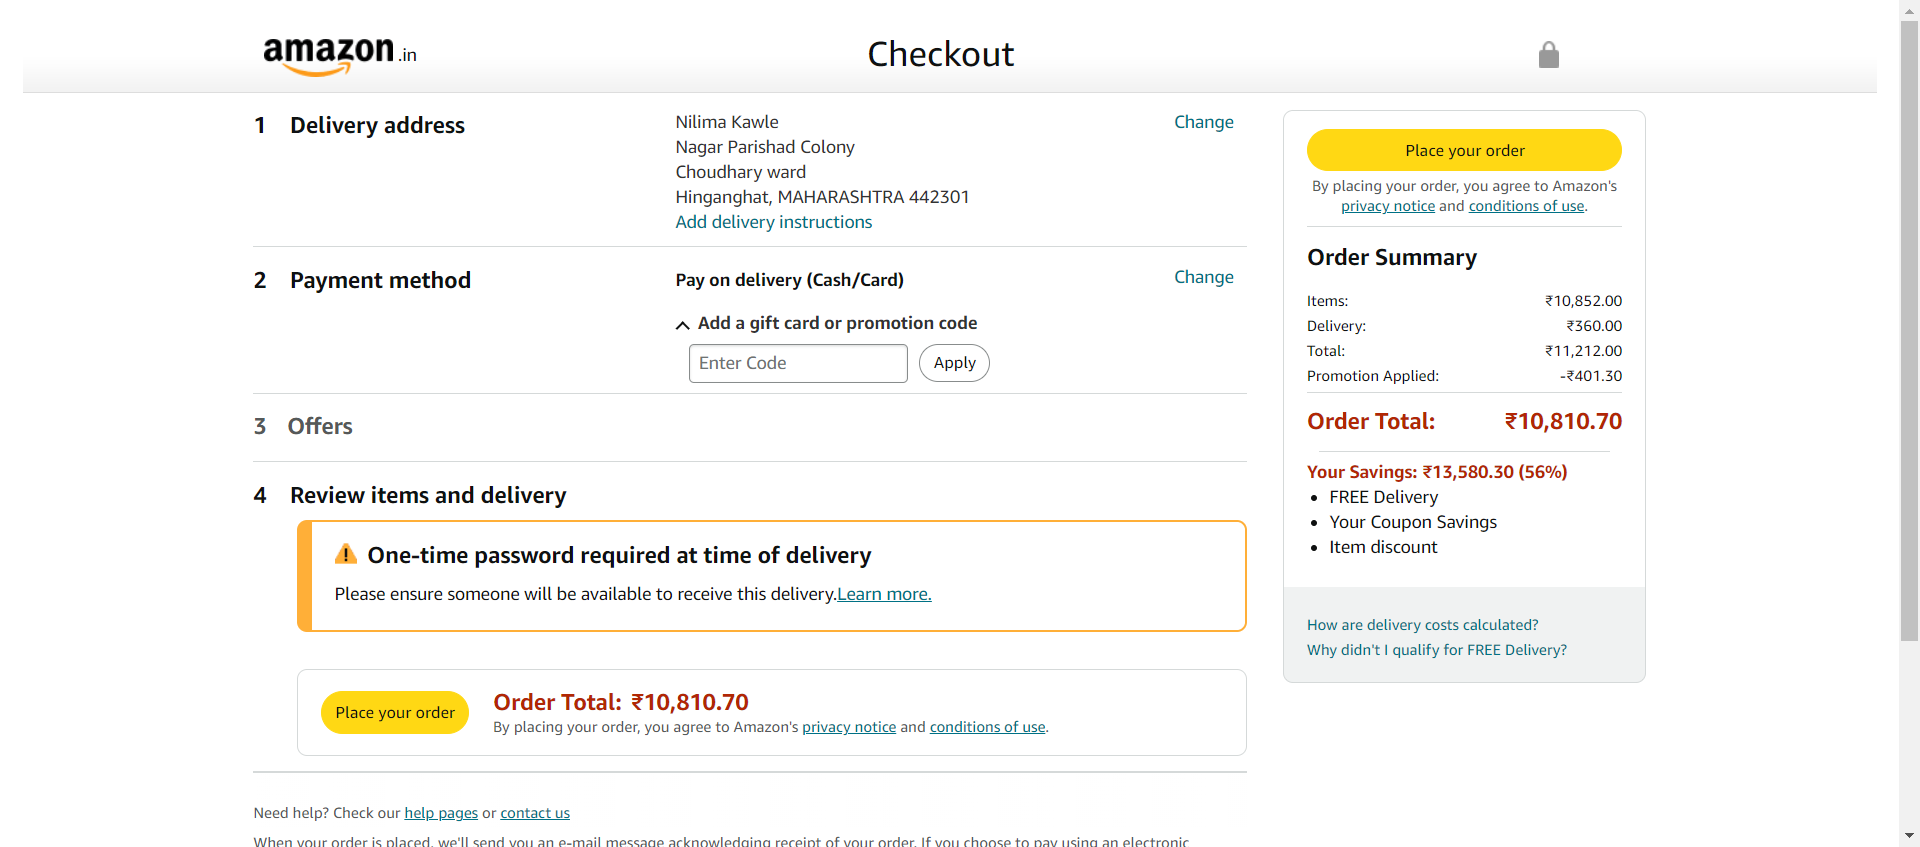 amazon.in
Checkout
1 Delivery address
Nilima Kawle
Nagar Parishad Colony
Choudhary ward
Hinganghat, MAHARASHTRA 442301
Add delivery instructions
Change
2 Payment method
Pay on delivery (Cash/Card)
Change
Add a gift card or promotion code
Enter Code
Apply
3 Offers
4 Review items and delivery
One-time password required at time of delivery
Please ensure someone will be available to receive this delivery.Learn more.
Place your order
Order Total: ₹10,810.70
By placing your order, you agree to Amazon's privacy notice and conditions of use.
Need help? Check our help pages or contact us
When your order is placed, we'll send you an e-mail message acknowledging receipt of your order. If you choose to pay using an electronic
Place your order
By placing your order, you agree to Amazon's
privacy notice and conditions of use.
Order Summary
Items: ₹10,852.00
Delivery: ₹360.00
Total: ₹11,212.00
Promotion Applied: -₹401.30
Order Total: ₹10,810.70
Your Savings: ₹13,580.30 (56%)
• FREE Delivery
• Your Coupon Savings
• Item discount
How are delivery costs calculated?
Why didn't I qualify for FREE Delivery?